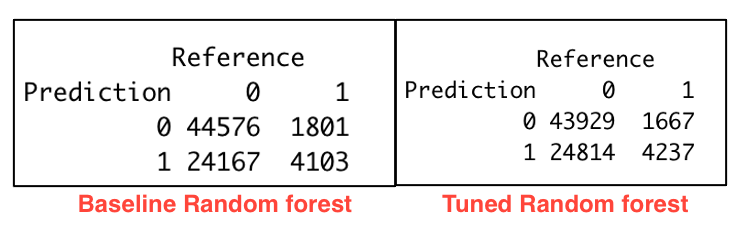 Reference
Prediction 0 1
0 44576 1801
1 24167 4103
Baseline Random forest
Reference
Prediction 0 1
0 43929 1667
1 24814 4237
Tuned Random forest